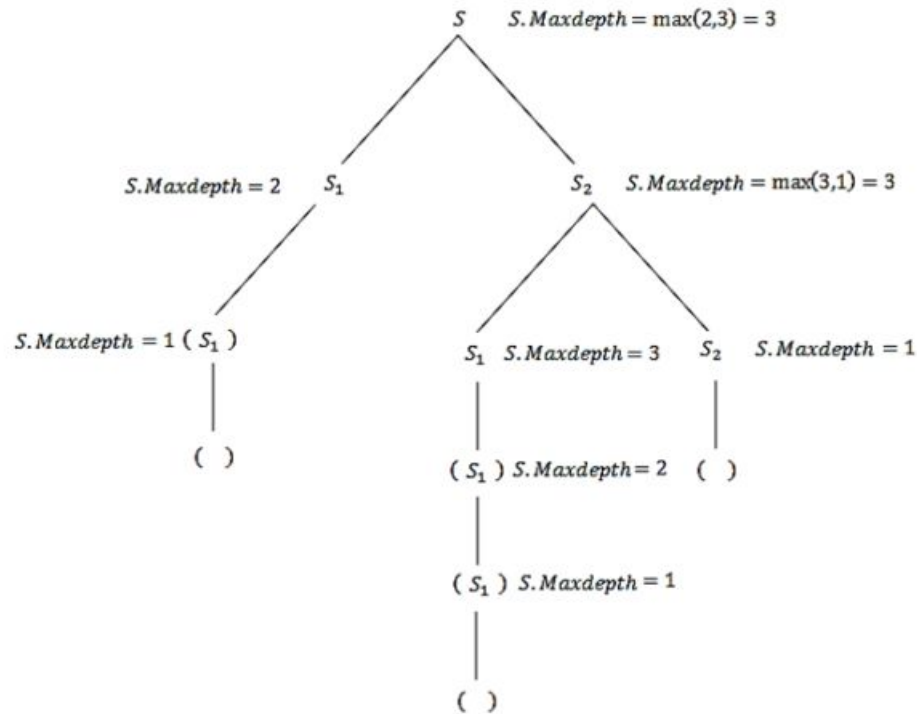 S S.Maxdepth = max(2,3) = 3
S.Maxdepth = 2 S₁ S₂ S.Maxdepth = max(3,1) = 3
S.Maxdepth = 1 ( S₁ ) S₁ S.Maxdepth = 3 S₂ S.Maxdepth = 1
( ) ( S₁ ) S.Maxdepth = 2 ( )
( S₁ ) S.Maxdepth = 1
( )